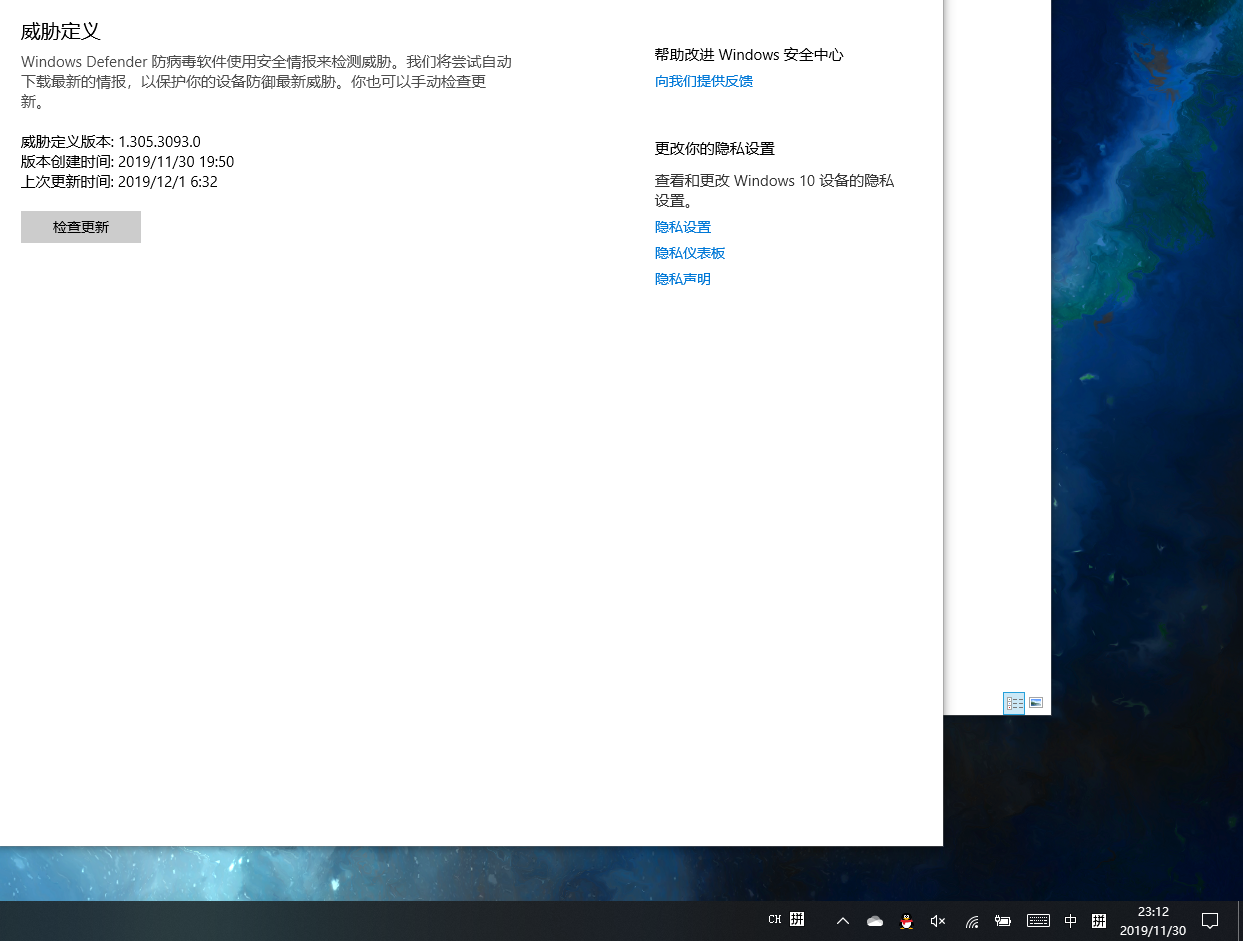 威胁定义
Windows Defender 防病毒软件使用安全情报来检测威胁。我们将尝试自动
下载最新的情报，以保护你的设备防御最新威胁。你也可以手动检查更
新。
威胁定义版本: 1.305.3093.0
版本创建时间: 2019/11/30 19:50
上次更新时间: 2019/12/1 6:32
检查更新
帮助改进 Windows 安全中心
向我们提供反馈
更改你的隐私设置
查看和更改 Windows 10 设备的隐私
设置。
隐私设置
隐私仪表板
隐私声明
CH 拼
中 拼
23:12
2019/11/30